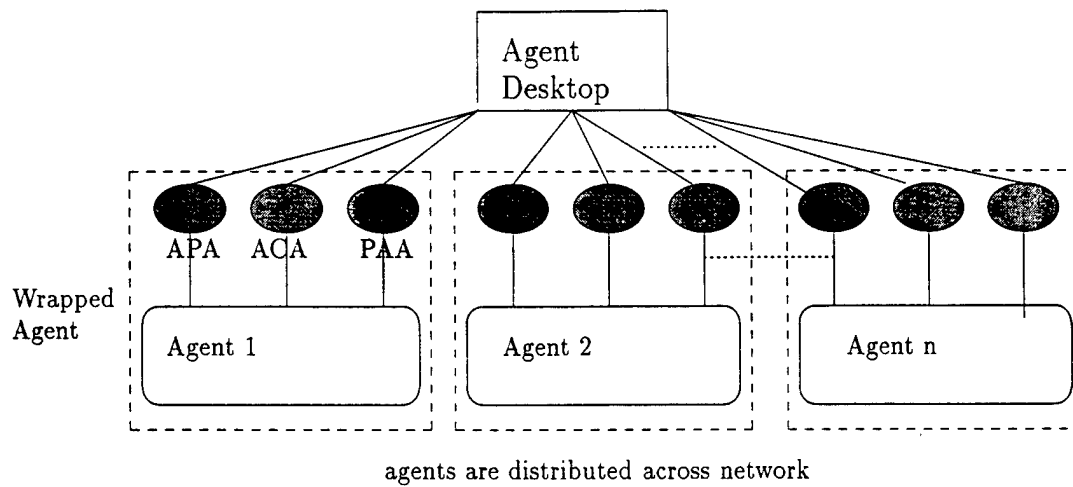 Agent
Desktop
APA
ACA
PAA
Wrapped
Agent
Agent 1
Agent 2
Agent n
agents are distributed across network